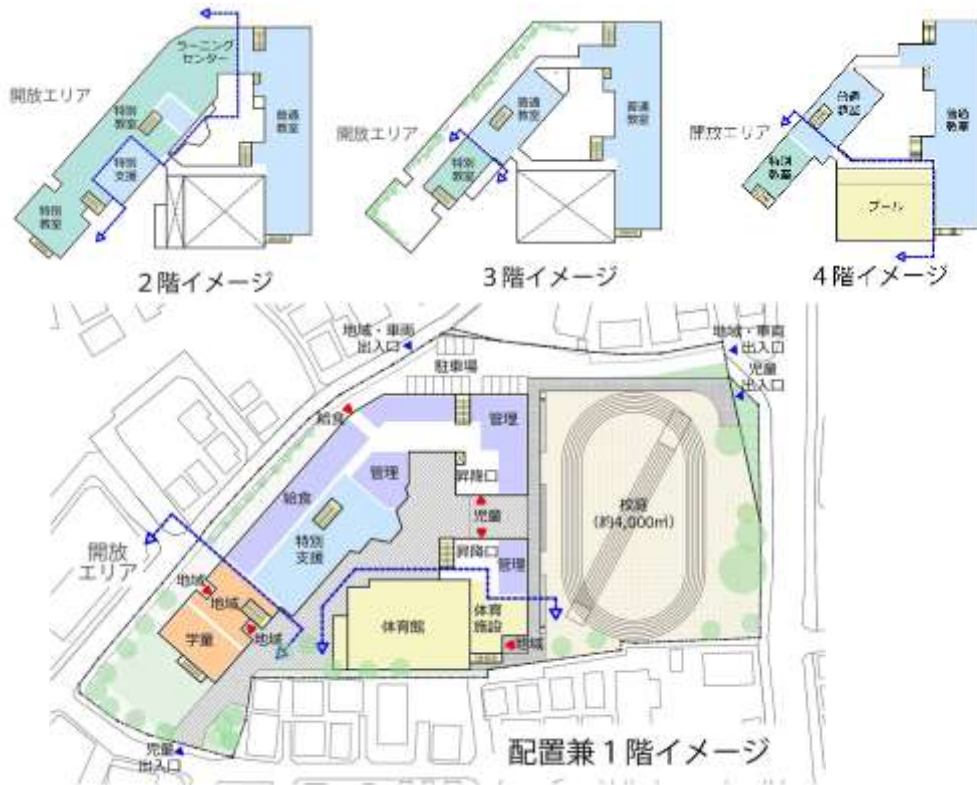 ラーニング
センター
開放エリア
特別
教室
普通
教室
特別
支援
特別
教室
2階イメージ
開放エリア
普通
教室
普通
教室
特別
教室
3階イメージ
開放エリア
普通
教室
普通
教室
特別
教室
プール
4階イメージ
地域・車両
出入口
地域・車両
出入口
駐車場
児童
出入口
給食
管理
管理
昇降口
給食
児童
校庭
(約4,000㎡)
特別
支援
昇降口
管理
開放
エリア
地域
地域
地域
学童
体育館
体育
施設
地域
児童
出入口
配置兼1階イメージ